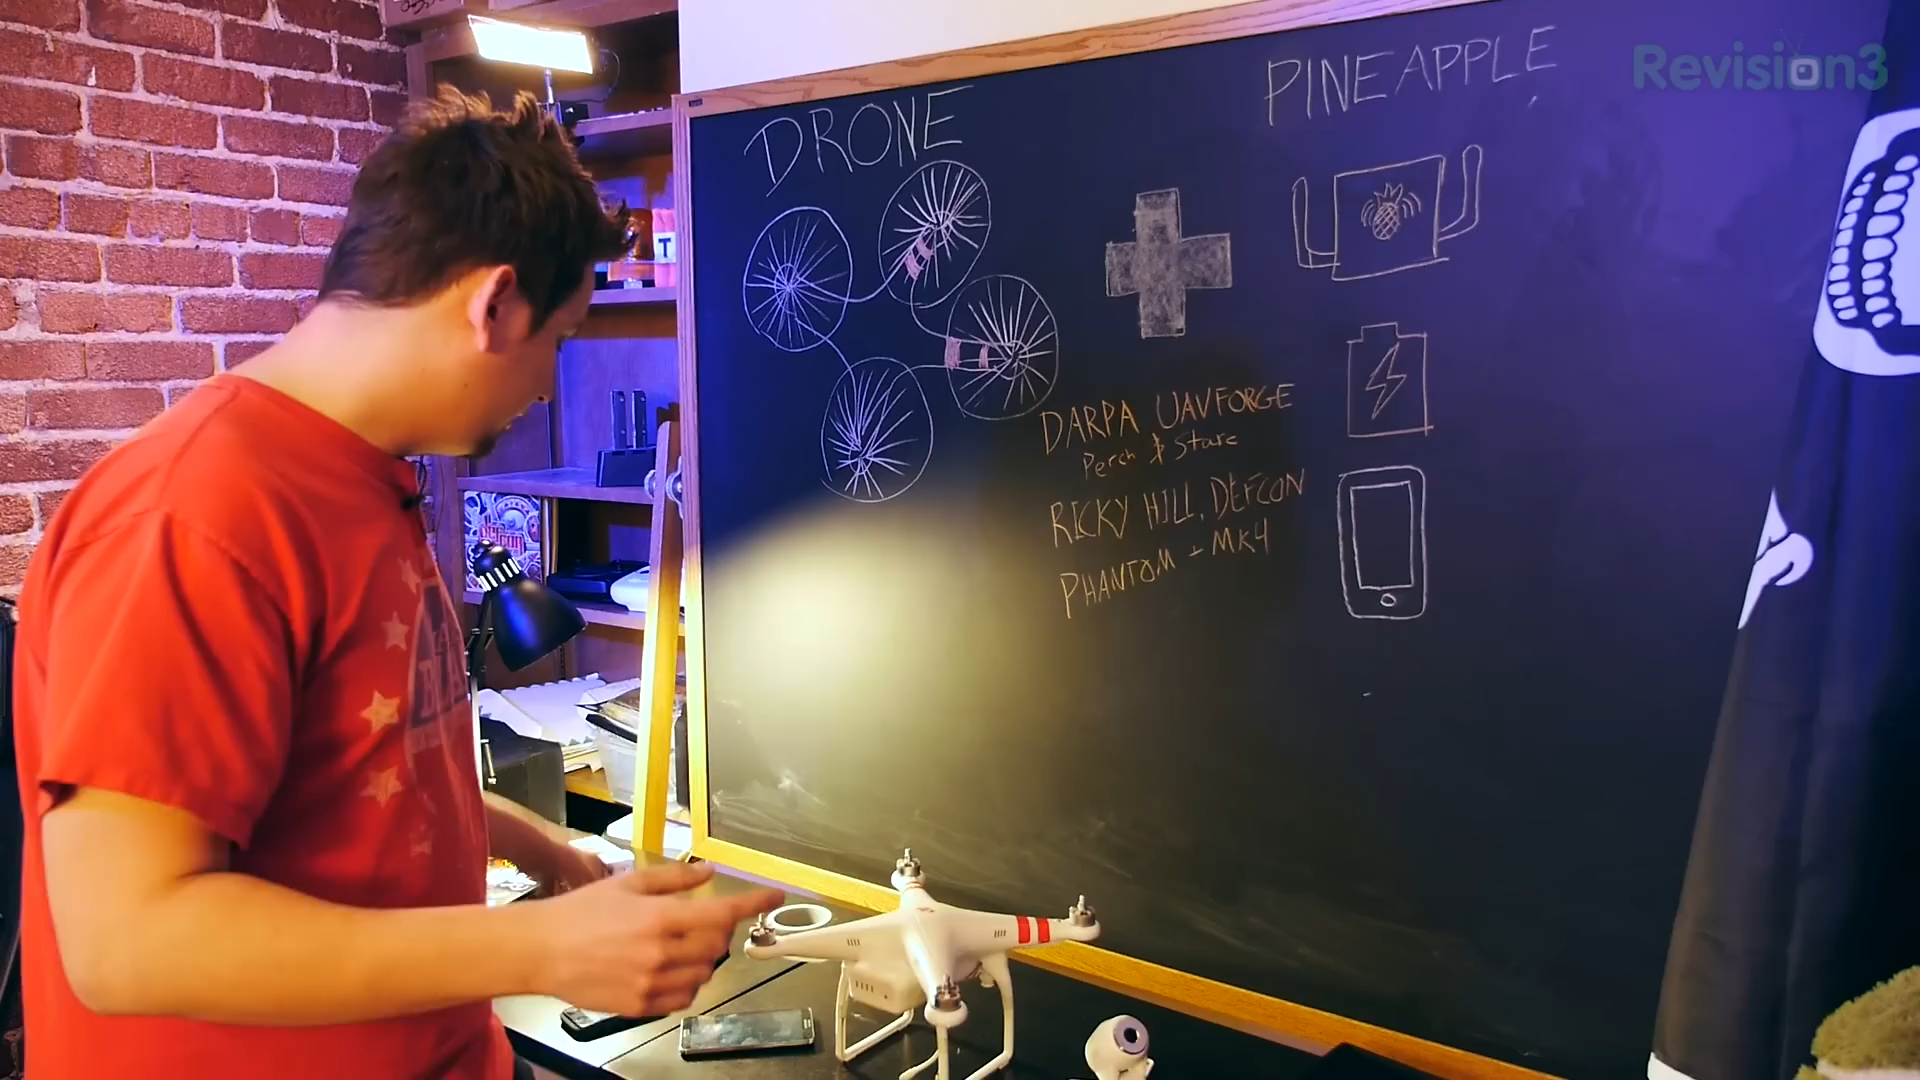 DRONE
PINEAPPLE
Revision3
DARPA UAVFORGE
Perch & Stare
RICKY HILL, DEFCON
PHANTOM + MK4
T